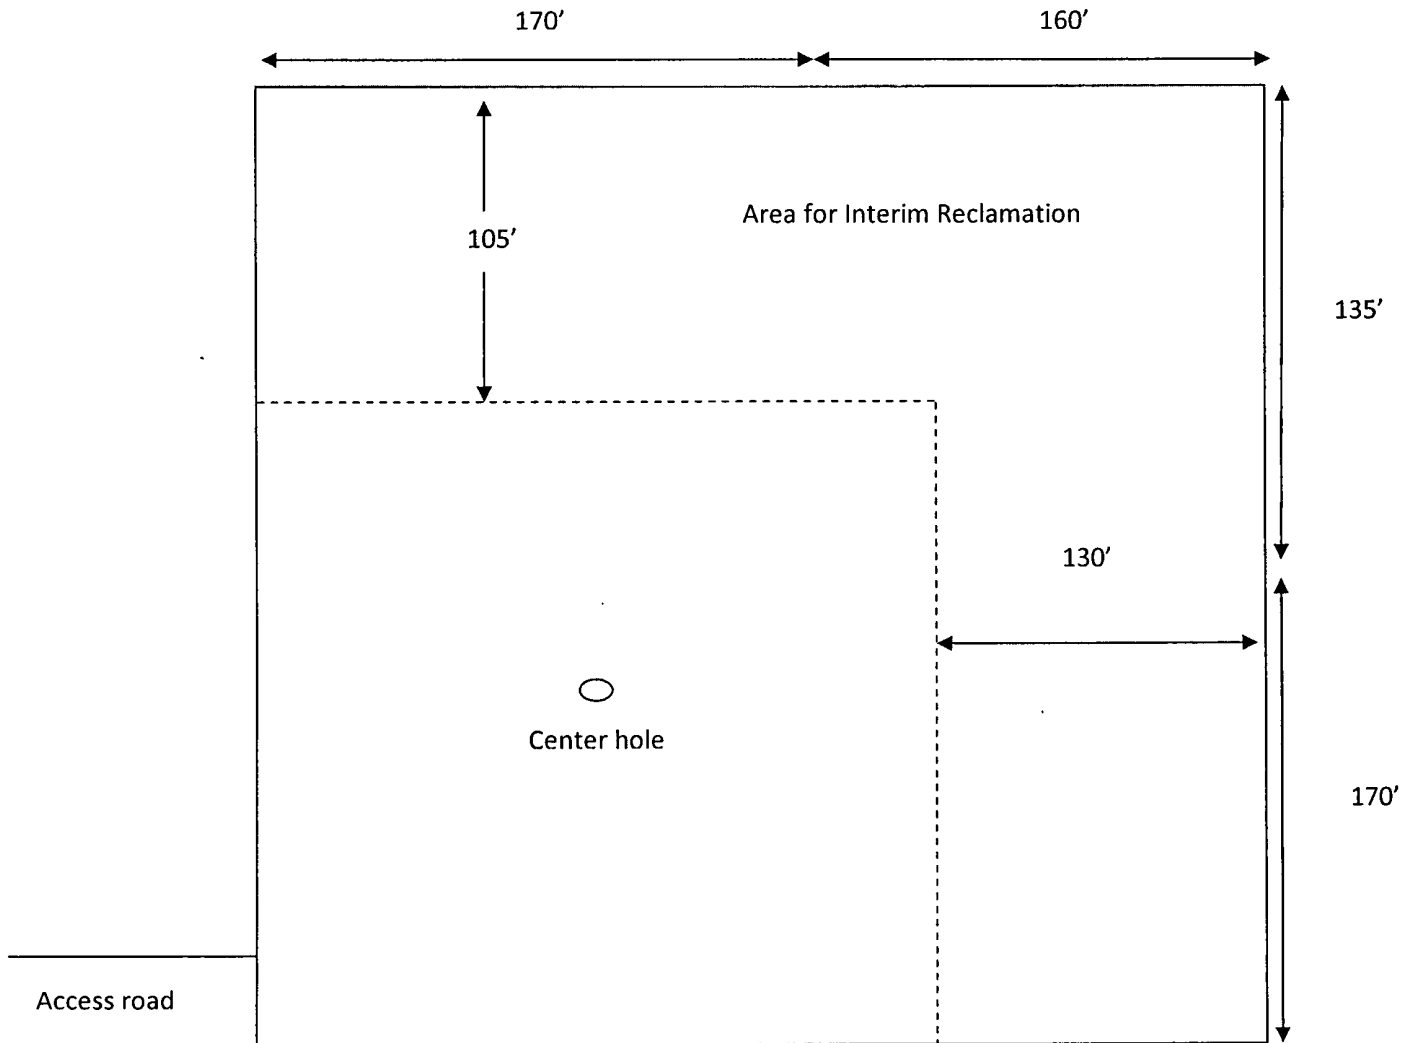 170’
160’
Area for Interim Reclamation
105’
135’
130’
Center hole
170’
Access road